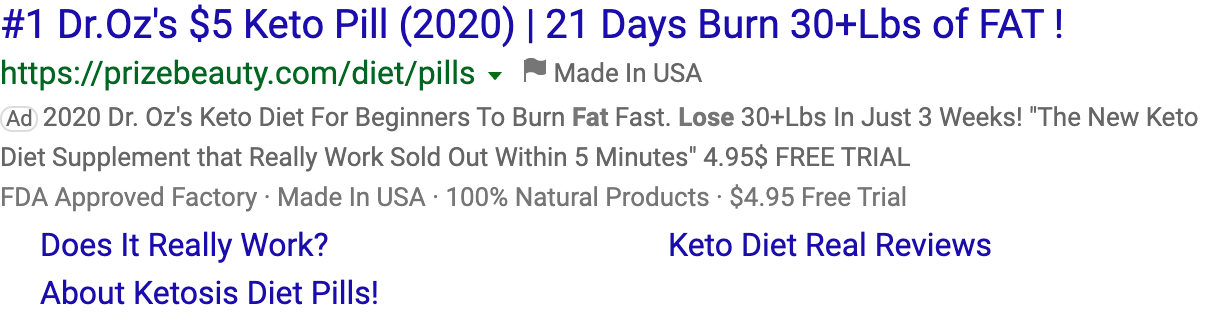 #1 Dr.Oz's $5 Keto Pill (2020) | 21 Days Burn 30+Lbs of FAT !
https://prizebeauty.com/diet/pills Made In USA
Ad 2020 Dr. Oz's Keto Diet For Beginners To Burn Fat Fast. Lose 30+Lbs In Just 3 Weeks! "The New Keto
Diet Supplement that Really Work Sold Out Within 5 Minutes" 4.95$ FREE TRIAL
FDA Approved Factory · Made In USA · 100% Natural Products · $4.95 Free Trial
Does It Really Work? Keto Diet Real Reviews
About Ketosis Diet Pills!